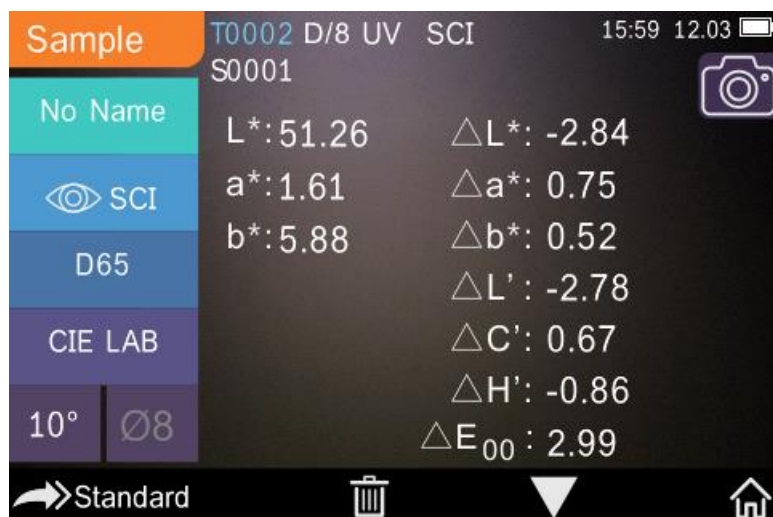 Sample
T0002 D/8 UV SCI 15:59 12.03
S0001
No Name
SCI
D65
CIE LAB
10° Ø8
L*:51.26 △L*: -2.84
a*:1.61 △a*: 0.75
b*:5.88 △b*: 0.52
△L’: -2.78
△C’: 0.67
△H’: -0.86
△E₀₀: 2.99
Standard